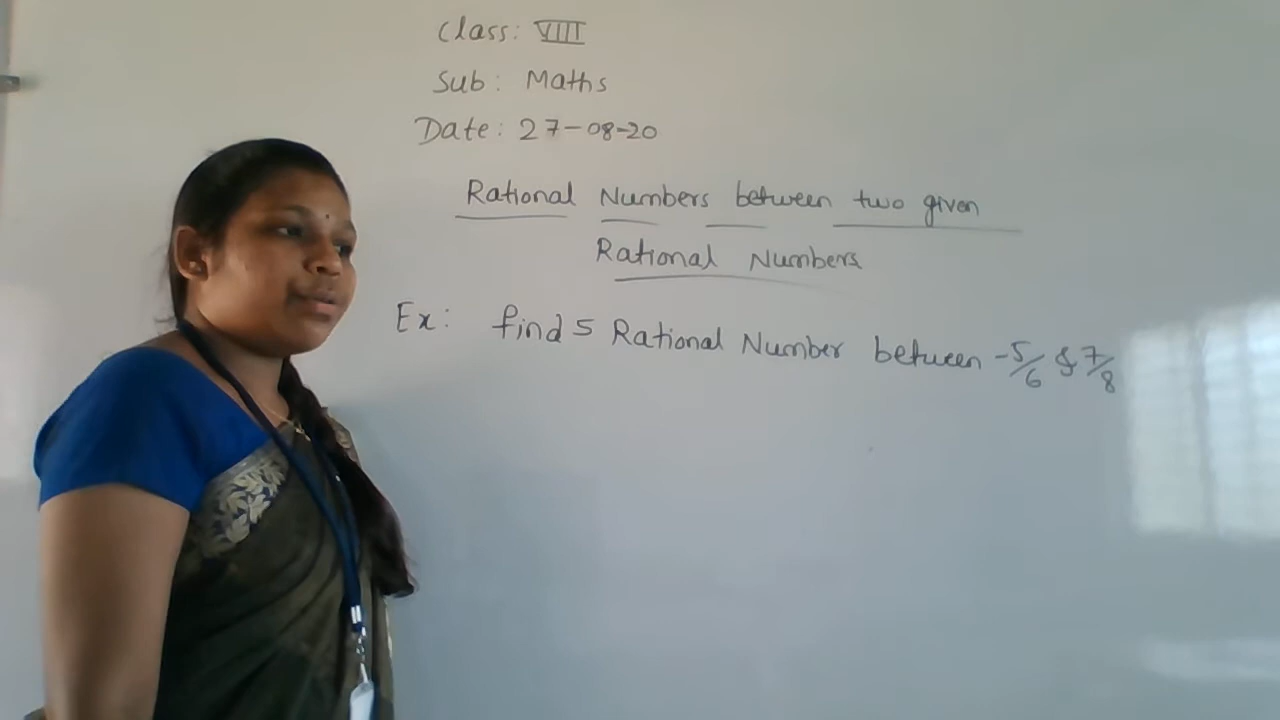 Class: VIII
Sub: Maths
Date: 27-08-20
Rational Numbers between two given
Rational Numbers
Ex: find 5 Rational Number between -5/6 & 7/8